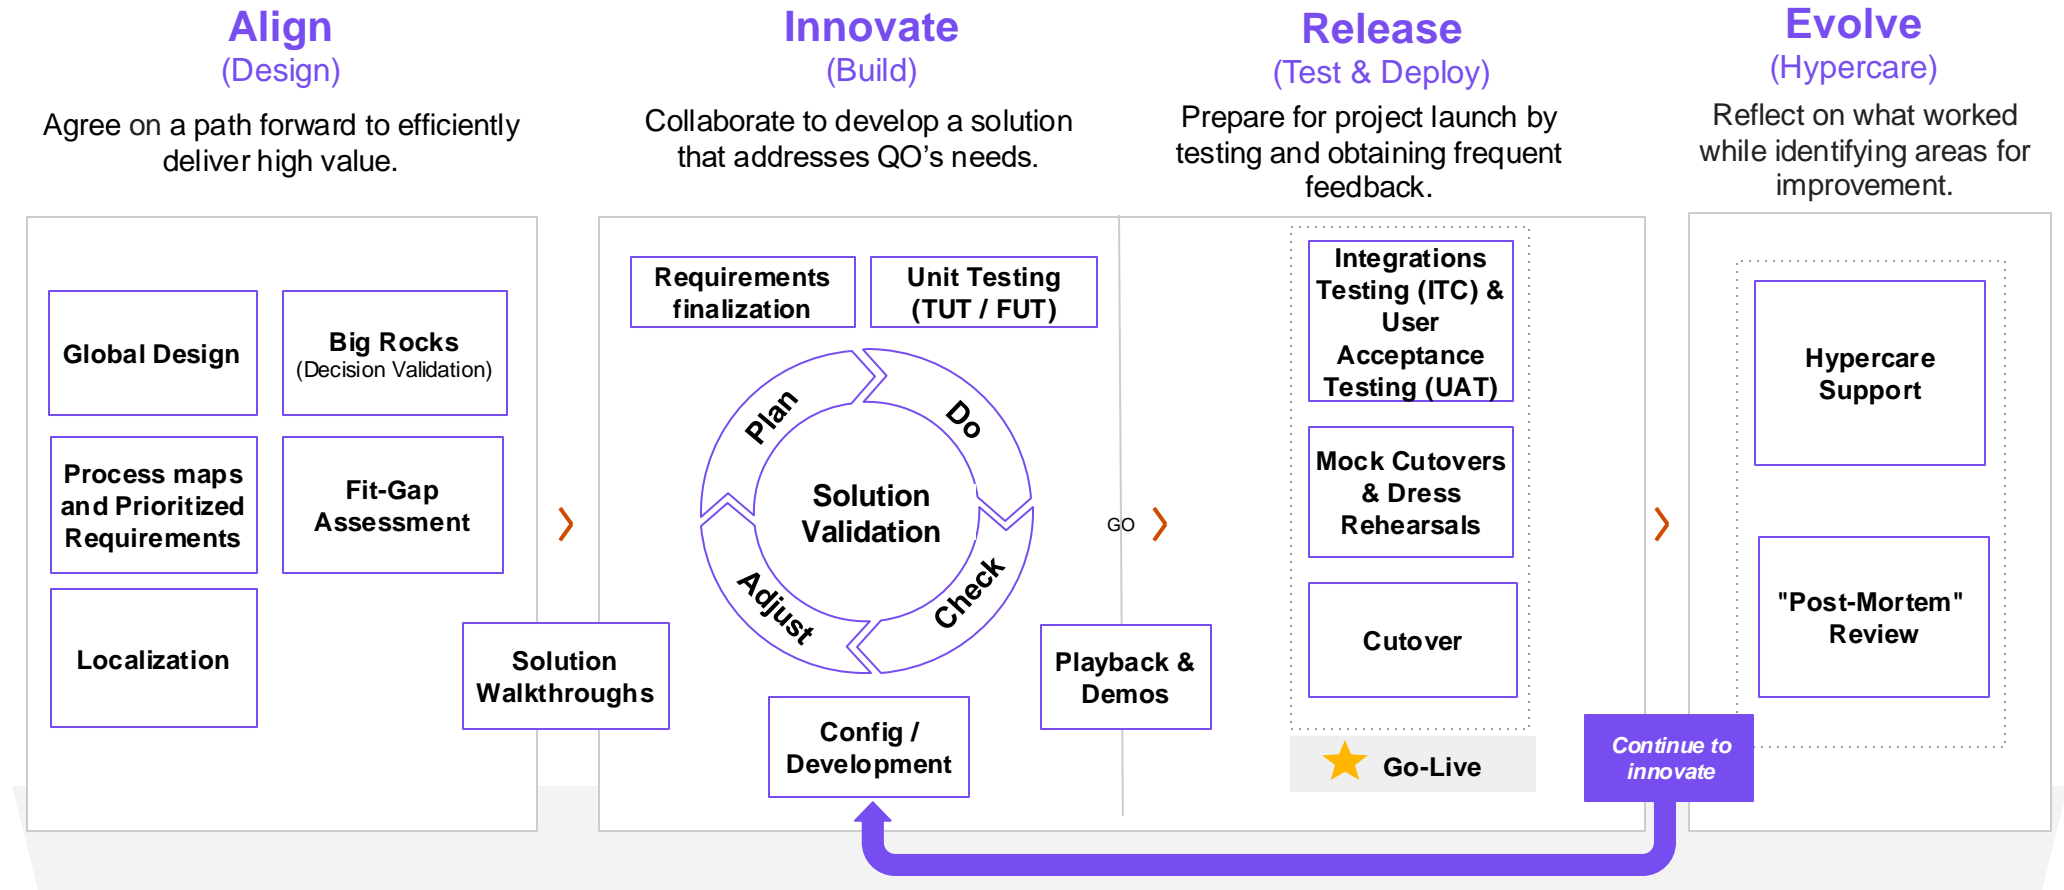 Align
(Design)
Agree on a path forward to efficiently
deliver high value.
Global Design
Big Rocks
(Decision Validation)
Process maps
and Prioritized
Requirements
Fit-Gap
Assessment
Localization
Solution
Walkthroughs
Innovate
(Build)
Collaborate to develop a solution
that addresses QO’s needs.
Requirements
finalization
Unit Testing
(TUT / FUT)
Plan
Do
Check
Adjust
Solution
Validation
Config /
Development
GO
Playback &
Demos
Release
(Test & Deploy)
Prepare for project launch by
testing and obtaining frequent
feedback.
Integrations
Testing (ITC) &
User
Acceptance
Testing (UAT)
Mock Cutovers
& Dress
Rehearsals
Cutover
Go-Live
Evolve
(Hypercare)
Reflect on what worked
while identifying areas for
improvement.
Hypercare
Support
"Post-Mortem"
Review
Continue to
innovate